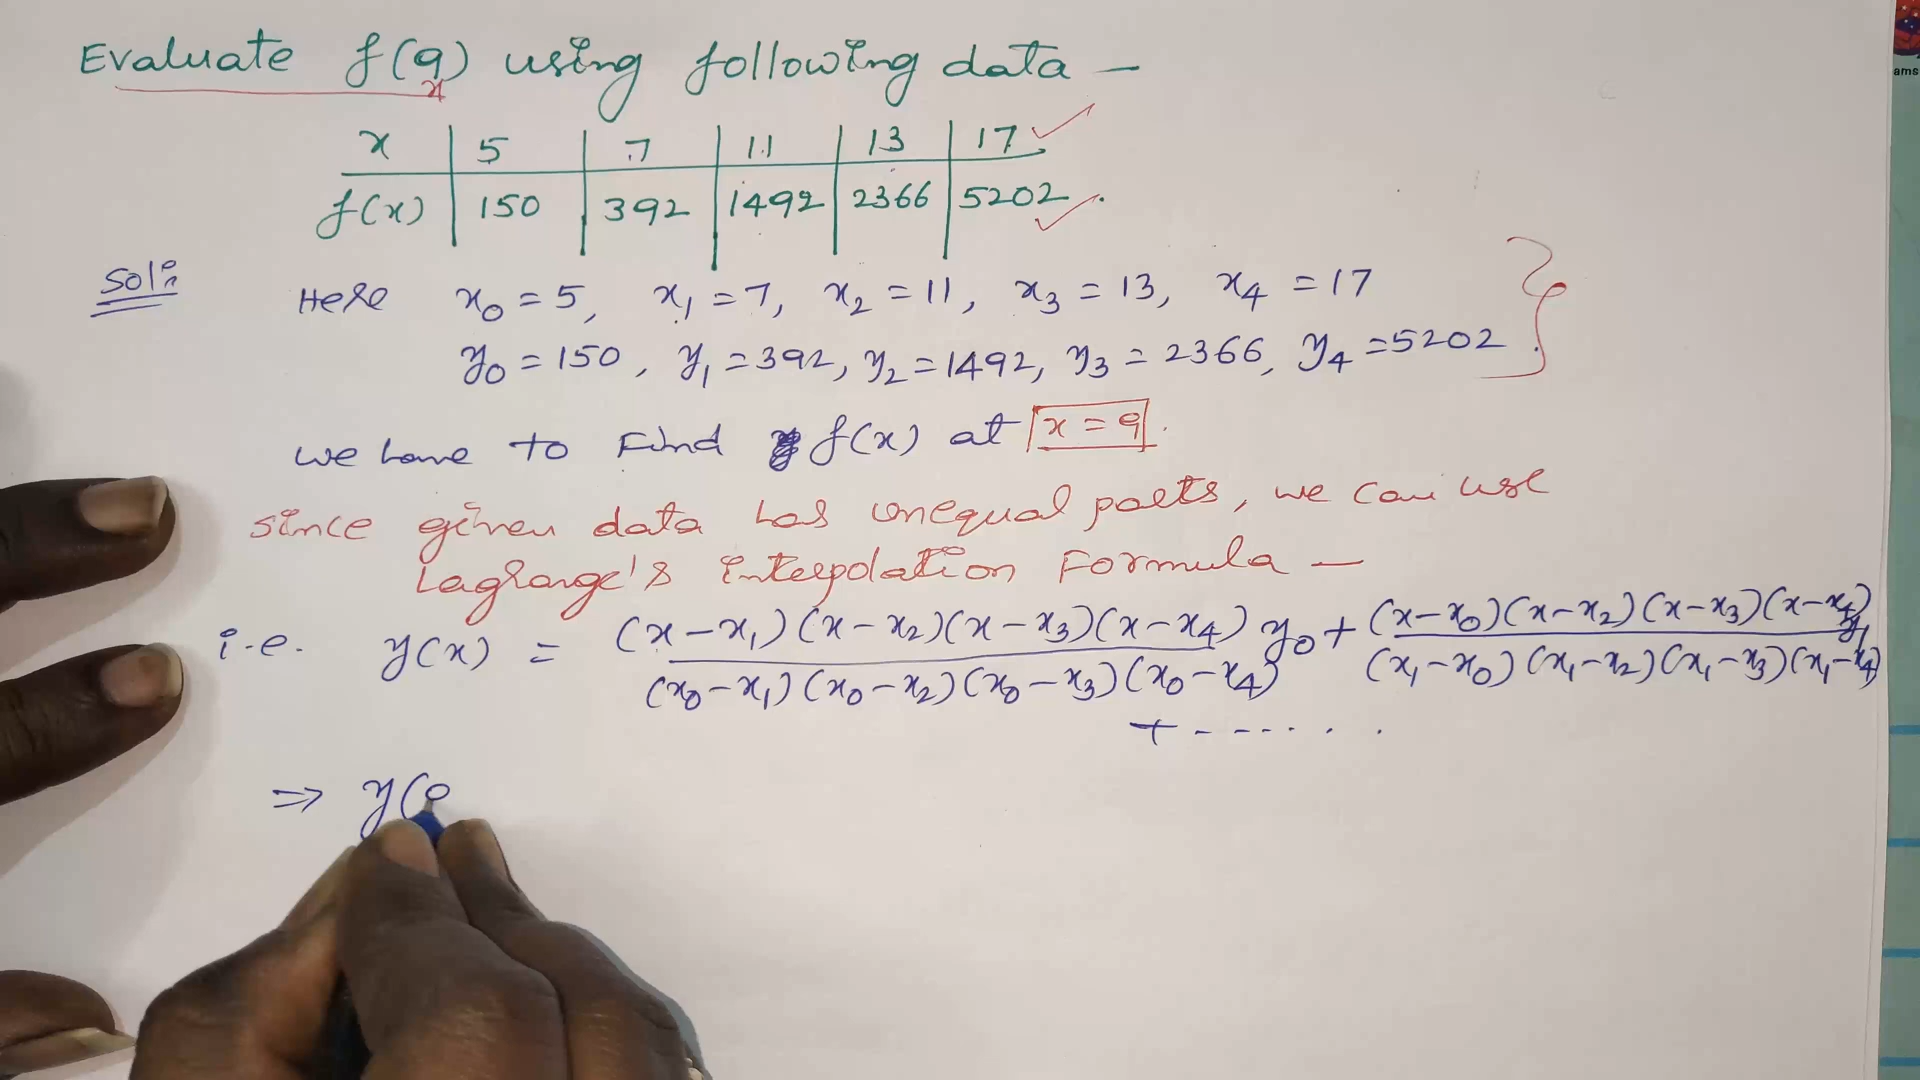 Evaluate f(9) using following data –
x
x 5 7 11 13 17
f(x) 150 392 1492 2366 5202
Soln:
Here x₀ = 5, x₁ = 7, x₂ = 11, x₃ = 13, x₄ = 17
y₀ = 150, y₁ = 392, y₂ = 1492, y₃ = 2366, y₄ = 5202
we have to Find f(x) at x = 9.
Since given data has unequal parts, we can use
Lagrange's Interpolation Formula –
i.e. y(x) = (x–x₁)(x–x₂)(x–x₃)(x–x₄) / (x₀–x₁)(x₀–x₂)(x₀–x₃)(x₀–x₄) y₀ + (x–x₀)(x–x₂)(x–x₃)(x–x₄) / (x₁–x₀)(x₁–x₂)(x₁–x₃)(x₁–x₄) y₁
+ - - - - . . .
⇒ y(
ams